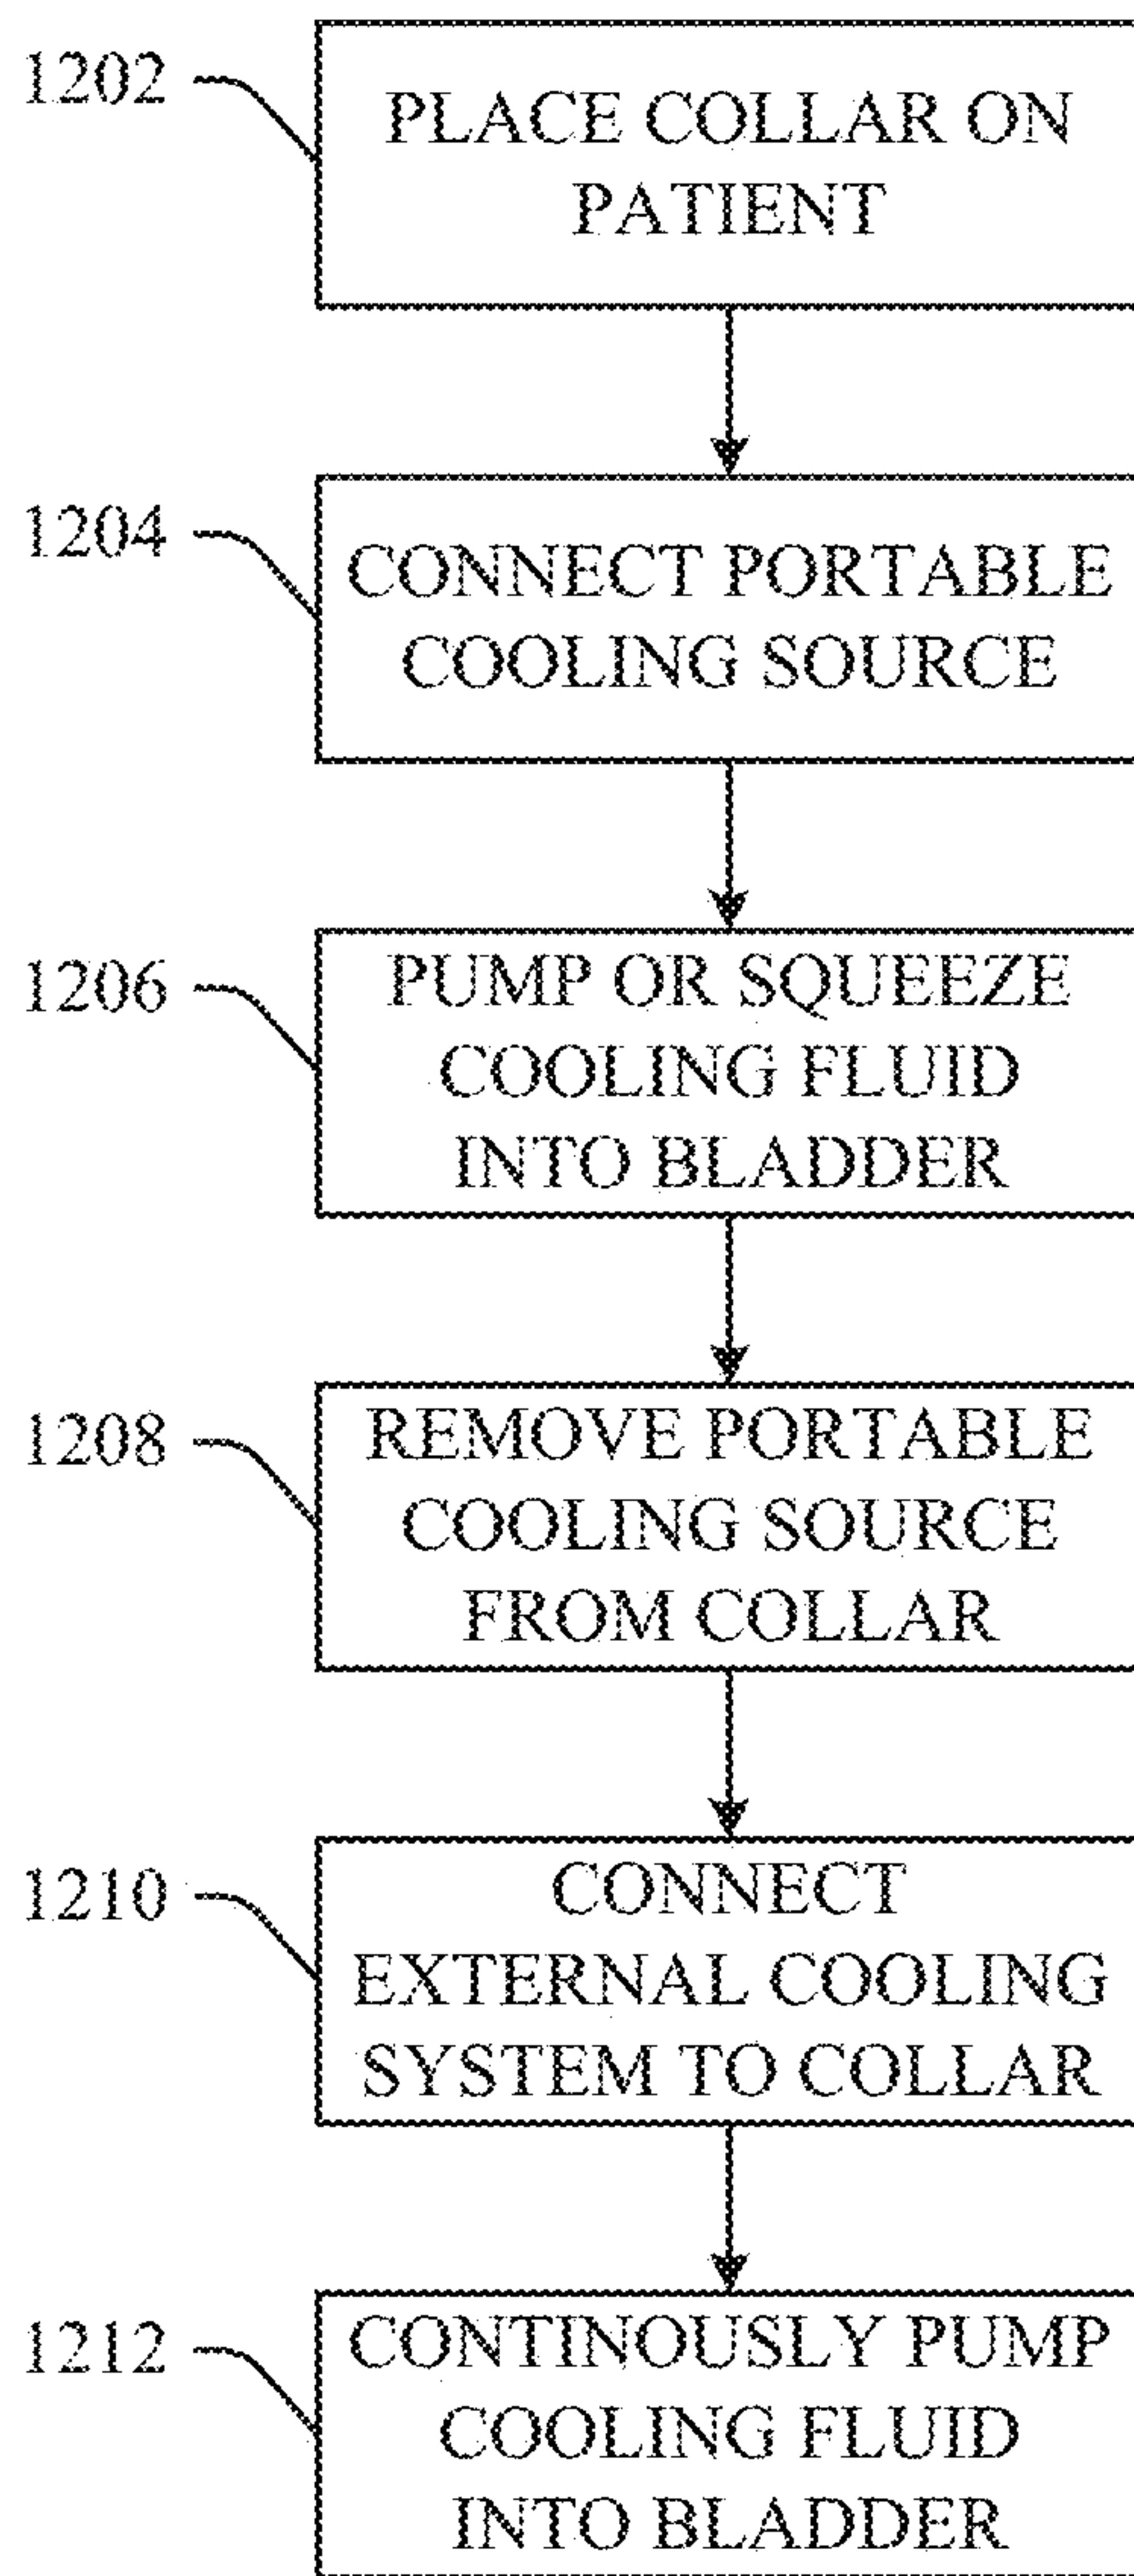 1202
PLACE COLLAR ON
PATIENT
1204
CONNECT PORTABLE
COOLING SOURCE
1206
PUMP OR SQUEEZE
COOLING FLUID
INTO BLADDER
1208
REMOVE PORTABLE
COOLING SOURCE
FROM COLLAR
1210
CONNECT
EXTERNAL COOLING
SYSTEM TO COLLAR
1212
CONTINOUSLY PUMP
COOLING FLUID
INTO BLADDER